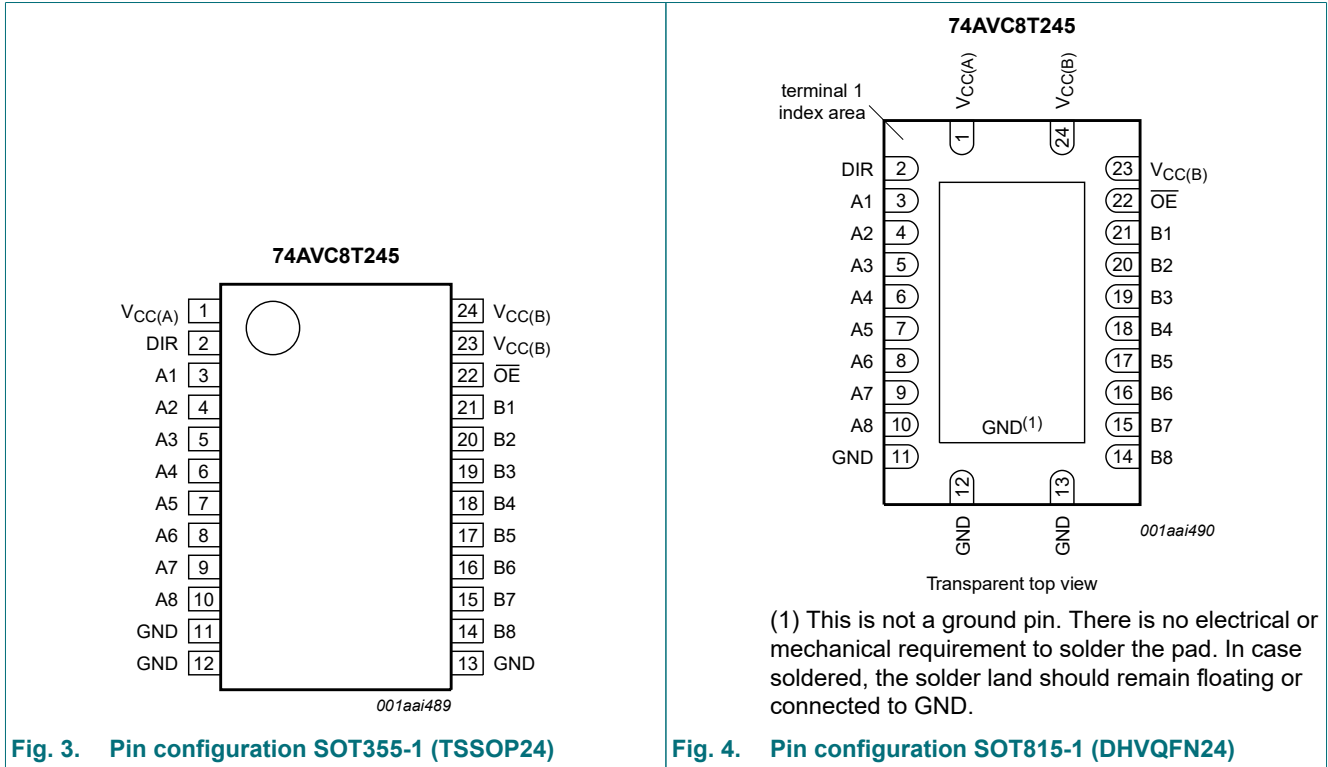 74AVC8T245
VCC(A) 1
DIR 2
A1 3
A2 4
A3 5
A4 6
A5 7
A6 8
A7 9
A8 10
GND 11
GND 12
24 VCC(B)
23 VCC(B)
22 OE
21 B1
20 B2
19 B3
18 B4
17 B5
16 B6
15 B7
14 B8
13 GND
001aai489
Fig. 3. Pin configuration SOT355-1 (TSSOP24)
74AVC8T245
terminal 1
index area
VCC(A)
VCC(B)
1
24
DIR 2
A1 3
A2 4
A3 5
A4 6
A5 7
A6 8
A7 9
A8 10
GND 11
23 VCC(B)
22 OE
21 B1
20 B2
19 B3
18 B4
17 B5
16 B6
15 B7
14 B8
GND(1)
12
13
GND
GND
001aai490
Transparent top view
(1) This is not a ground pin. There is no electrical or
mechanical requirement to solder the pad. In case
soldered, the solder land should remain floating or
connected to GND.
Fig. 4. Pin configuration SOT815-1 (DHVQFN24)